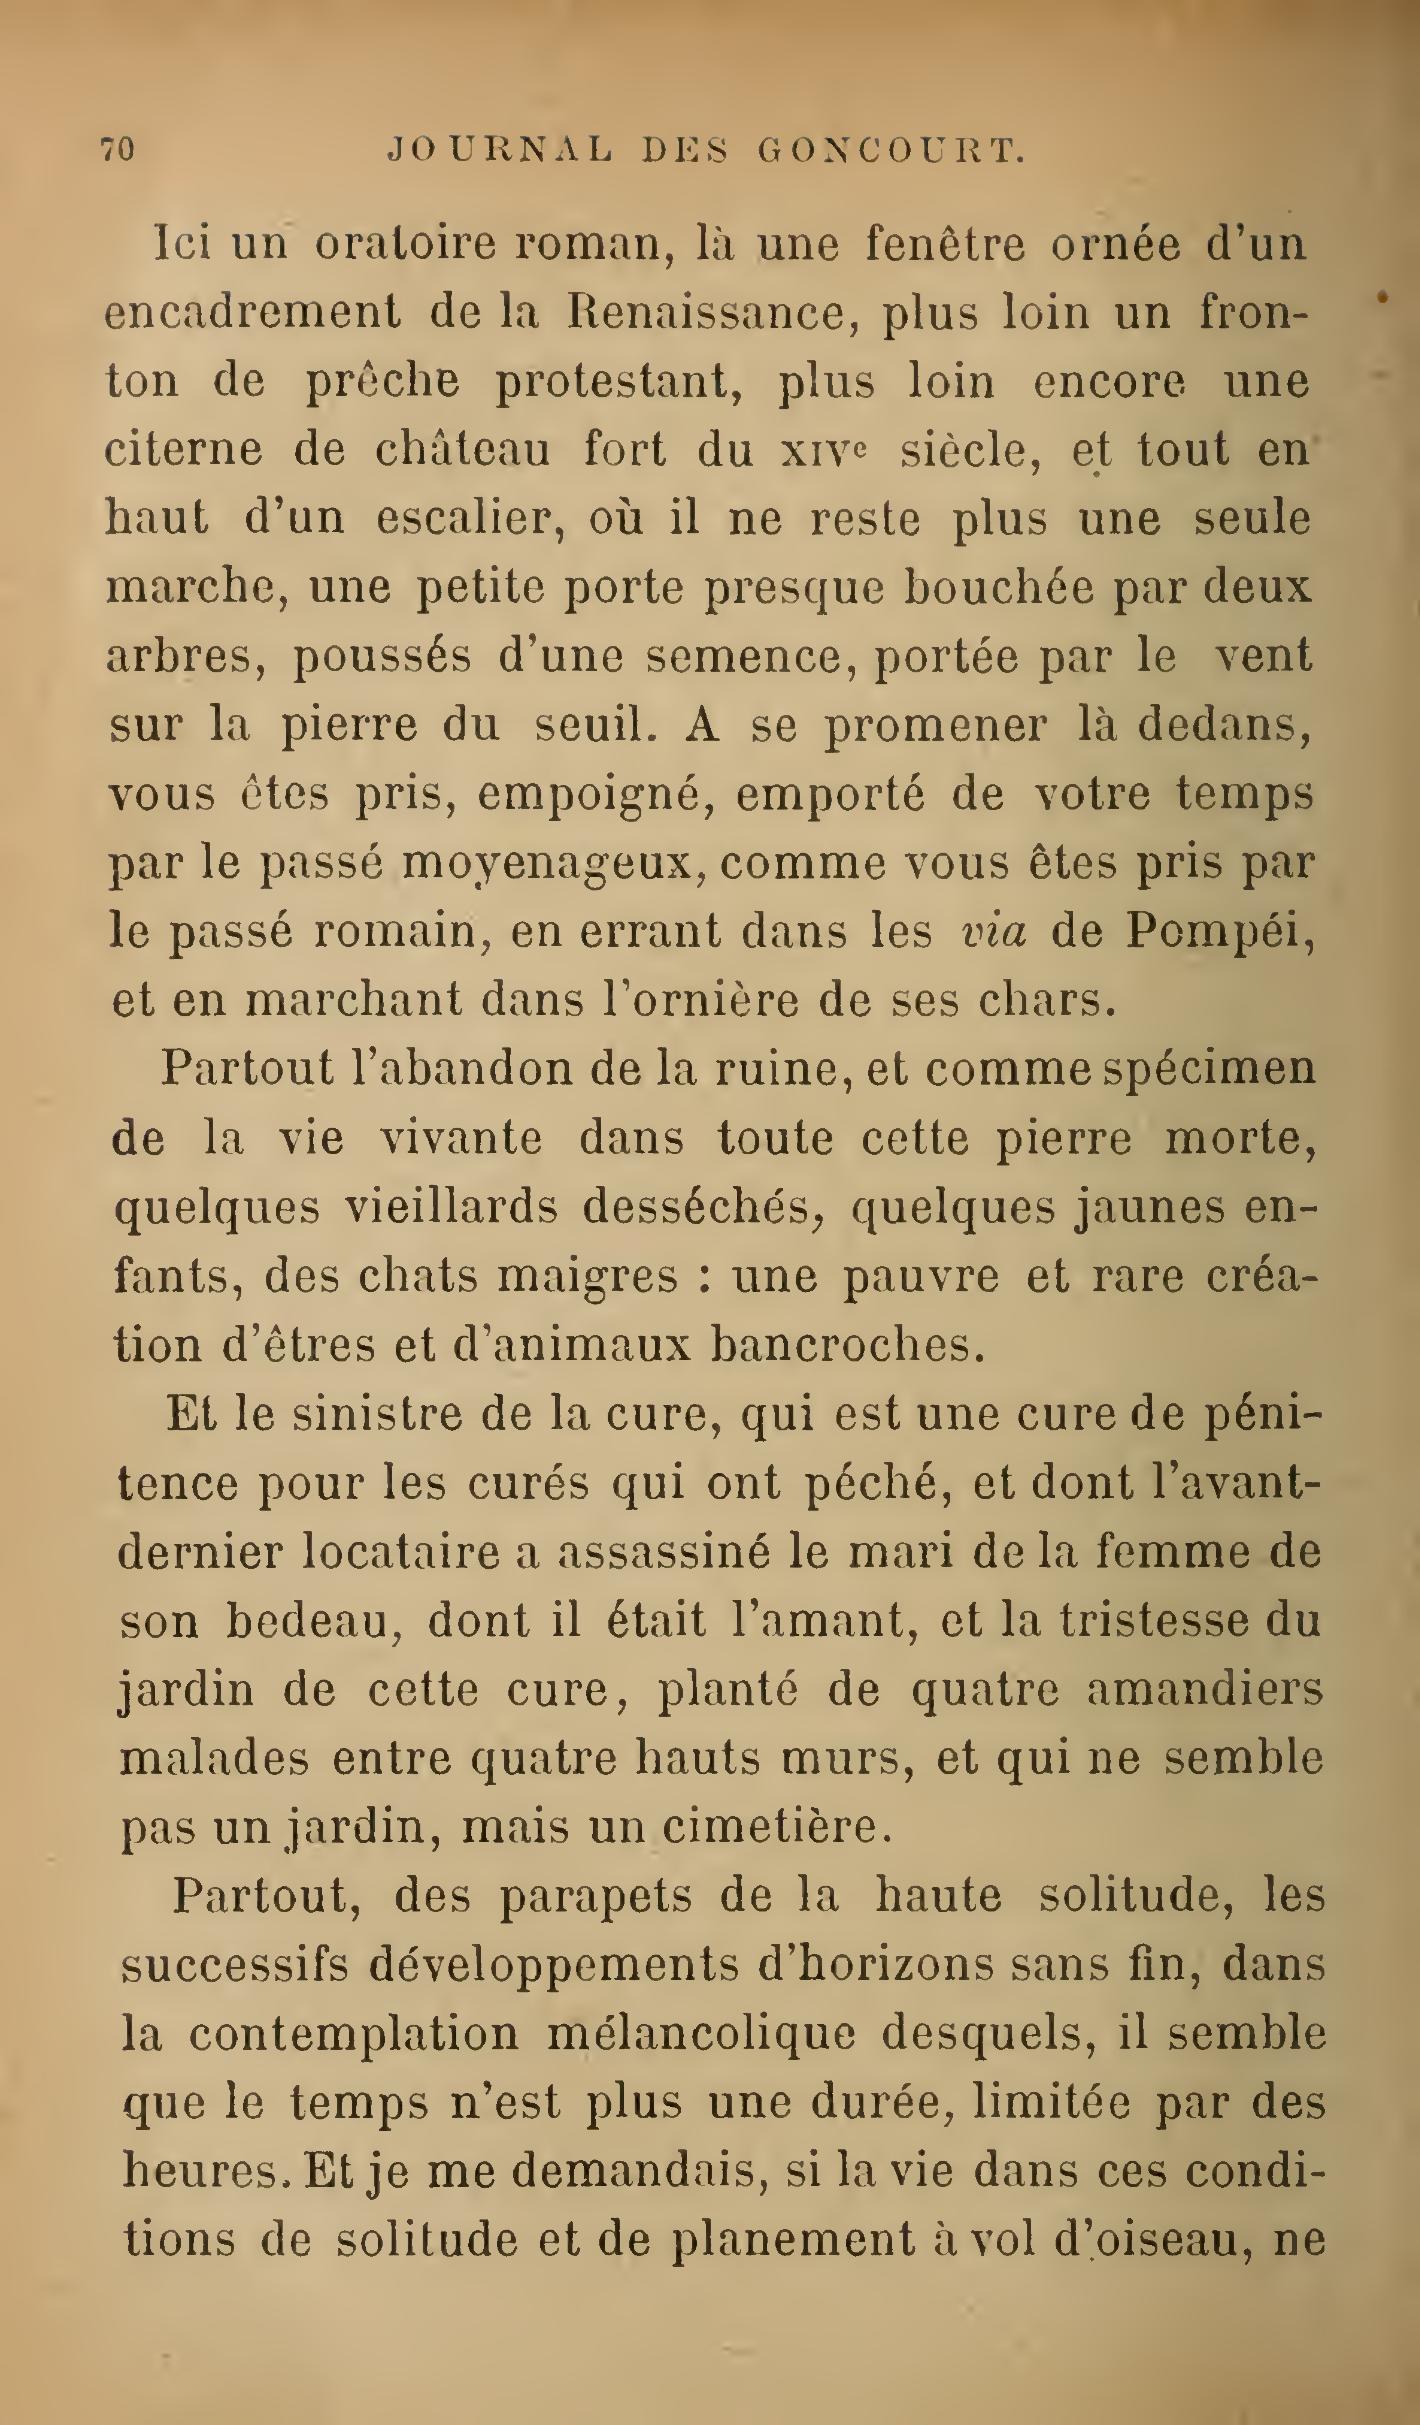 70 JOURNAL DES GONCOURT.
Ici un oratoire roman, là une fenêtre ornée d'un
encadrement de la Renaissance, plus loin un fron-
ton de prêche protestant, plus loin encore une
citerne de château fort du XIVe siècle, et tout en
haut d'un escalier, où il ne reste plus une seule
marche, une petite porte presque bouchée par deux
arbres, poussés d'une semence, portée par le vent
sur la pierre du seuil. A se promener là dedans,
vous êtes pris, empoigné, emporté de votre temps
par le passé moyenageux, comme vous êtes pris par
le passé romain, en errant dans les via de Pompéi,
et en marchant dans l'ornière de ses chars.
Partout l'abandon de la ruine, et comme spécimen
de la vie vivante dans toute cette pierre morte,
quelques vieillards desséchés, quelques jaunes en-
fants, des chats maigres : une pauvre et rare créa-
tion d'êtres et d'animaux bancroches.
Et le sinistre de la cure, qui est une cure de péni-
tence pour les curés qui ont péché, et dont l'avant-
dernier locataire a assassiné le mari de la femme de
son bedeau, dont il était l'amant, et la tristesse du
jardin de cette cure, planté de quatre amandiers
malades entre quatre hauts murs, et qui ne semble
pas un jardin, mais un cimetière.
Partout, des parapets de la haute solitude, les
successifs développements d'horizons sans fin, dans
la contemplation mélancolique desquels, il semble
que le temps n'est plus une durée, limitée par des
heures. Et je me demandais, si la vie dans ces condi-
tions de solitude et de planement à vol d'oiseau, ne